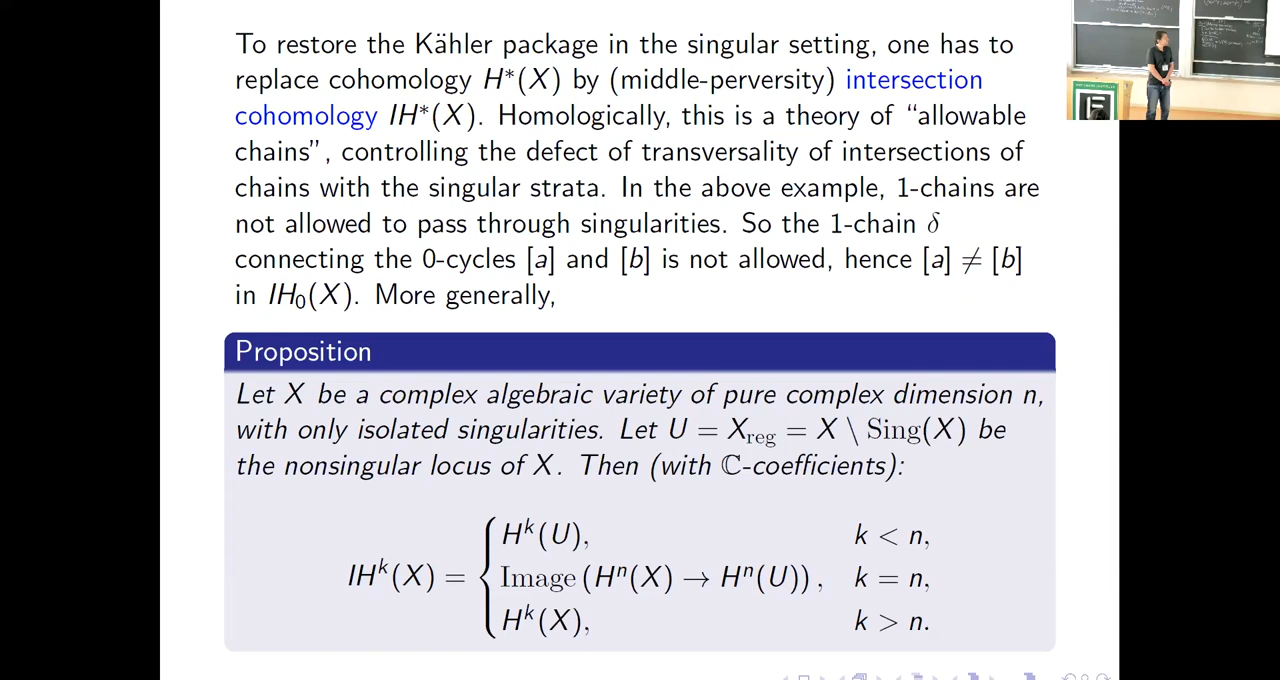 To restore the Kähler package in the singular setting, one has to
replace cohomology H*(X) by (middle-perversity) intersection
cohomology IH*(X). Homologically, this is a theory of “allowable
chains”, controlling the defect of transversality of intersections of
chains with the singular strata. In the above example, 1-chains are
not allowed to pass through singularities. So the 1-chain δ
connecting the 0-cycles [a] and [b] is not allowed, hence [a] ≠ [b]
in IH₀(X). More generally,
Proposition
Let X be a complex algebraic variety of pure complex dimension n,
with only isolated singularities. Let U = X_reg = X \ Sing(X) be
the nonsingular locus of X. Then (with ℂ-coefficients):
IHᵏ(X) = { Hᵏ(U), k < n,
Image (Hⁿ(X) → Hⁿ(U)) , k = n,
Hᵏ(X), k > n.